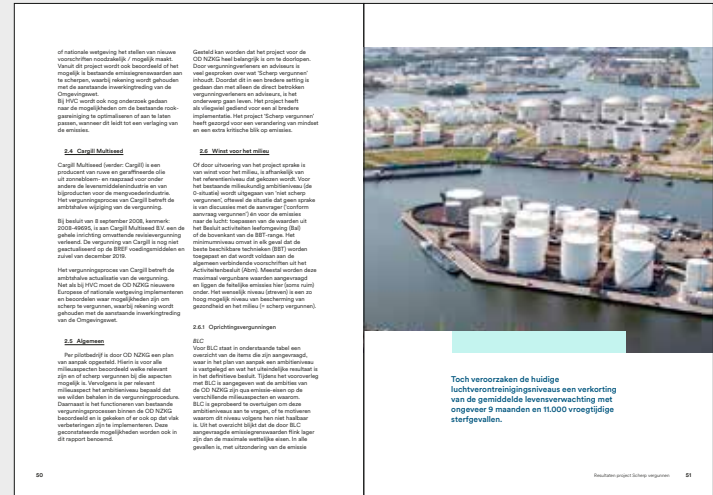 of nationale wetgeving het stellen van nieuwe
voorschriften noodzakelijk / mogelijk maakt.
Vanuit dit project wordt ook beoordeeld of het
mogelijk is bestaande emissiegrenswaarden aan
te scherpen, waarbij rekening wordt gehouden
met de aanstaande inwerkingtreding van de
Omgevingswet.
Bij HVC wordt ook nog onderzoek gedaan
naar de mogelijkheden om de bestaande rook-
gasreiniging te optimaliseren of aan te laten
passen, wanneer dit leidt tot een verlaging van
de emissies.
2.4 Cargill Multiseed
Cargill Multiseed (verder: Cargill) is een
producent van ruwe en geraffineerde olie
uit zonnebloem- en raapzaad voor onder
andere de levensmiddelenindustrie en van
bijproducten voor de mengvoederindustrie.
Het vergunningproces van Cargill betreft de
ambtshalve wijziging van de vergunning.
Bij besluit van 8 september 2008, kenmerk:
2008-49695, is aan Cargill Multiseed B.V. een de
gehele inrichting omvattende revisievergunning
verleend. De vergunning van Cargill is nog niet
geactualiseerd op de BREF voedingsmiddelen en
zuivel van december 2019.
Het vergunningproces van Cargill betreft de
ambtshalve actualisatie van de vergunning.
Net als bij HVC moet de OD NZKG nieuwere
Europese of nationale wetgeving implementeren
en beoordelen waar mogelijkheden zijn om
scherp te vergunnen, waarbij rekening wordt
gehouden met de aanstaande inwerkingtreding
van de Omgevingswet.
2.5 Algemeen
Per pilotbedrijf is door OD NZKG een plan
van aanpak opgesteld. Hierin is voor alle
milieuaspecten beoordeeld welke relevant
zijn en of scherp vergunnen bij die aspecten
mogelijk is. Vervolgens is per relevant
milieuaspect het ambitieniveau bepaald dat
we wilden behalen in de vergunningprocedure.
Daarnaast is het functioneren van bestaande
vergunningprocessen binnen de OD NZKG
beoordeeld en is gekeken of er ook op dat vlak
verbeteringen zijn te implementeren. Deze
geconstateerde mogelijkheden worden ook in
dit rapport benoemd.
Gesteld kan worden dat het project voor de
OD NZKG heel belangrijk is om te doorlopen.
Door vergunningverleners en adviseurs is
veel gesproken over wat 'Scherp vergunnen'
inhoudt. Doordat dit in een bredere setting is
gedaan dan met alleen de direct betrokken
vergunningverleners en adviseurs, is het
onderwerp gaan leven. Het project heeft
als vliegwiel gediend voor een al bredere
implementatie. Het project 'Scherp vergunnen'
heeft gezorgd voor een verandering van mindset
en een extra kritische blik op emissies.
2.6 Winst voor het milieu
Of door uitvoering van het project sprake is
van winst voor het milieu, is afhankelijk van
het referentieniveau dat gekozen wordt. Voor
het bestaande milieukundig ambitieniveau (de
0-situatie) wordt uitgegaan van 'niet scherp
vergunnen', oftewel de situatie dat geen sprake
is van discussies met de aanvrager ('conform
aanvraag vergunnen') én voor de emissies
naar de lucht: toepassen van de waarden uit
het Besluit activiteiten leefomgeving (Bal)
of de bovenkant van de BBT-range. Het
minimumniveau omvat in elk geval dat de
beste beschikbare technieken (BBT) worden
toegepast en dat wordt voldaan aan de
algemeen verbindende voorschriften uit het
Activiteitenbesluit (Abm). Meestal worden deze
maximaal vergunbare waarden aangevraagd
en liggen de feitelijke emissies hier (soms ruim)
onder. Het wenselijk niveau (streven) is een zo
hoog mogelijk niveau van bescherming van
gezondheid en het milieu (= scherp vergunnen).
2.6.1 Oprichtingsvergunningen
BLC
Voor BLC staat in onderstaande tabel een
overzicht van de items die zijn aangevraagd,
waar in het plan van aanpak een ambitieniveau
is vastgelegd en wat het uiteindelijke resultaat is
in het definitieve besluit. Tijdens het vooroverleg
met BLC is aangegeven wat de ambities van
de OD NZKG zijn qua emissie-eisen op de
verschillende milieuaspecten en waarom.
BLC is geprobeerd te overtuigen om deze
ambitieniveaus aan te vragen, of te motiveren
waarom dit niveau volgens hen niet haalbaar
is. Uit het overzicht blijkt dat de door BLC
aangevraagde emissiegrenswaarden flink lager
zijn dan de maximale wettelijke eisen. In alle
gevallen is, met uitzondering van de emissie
50
Toch veroorzaken de huidige
luchtverontreinigingsniveaus een verkorting
van de gemiddelde levensverwachting met
ongeveer 9 maanden en 11.000 vroegtijdige
sterfgevallen.
Resultaten project Scherp vergunnen 51